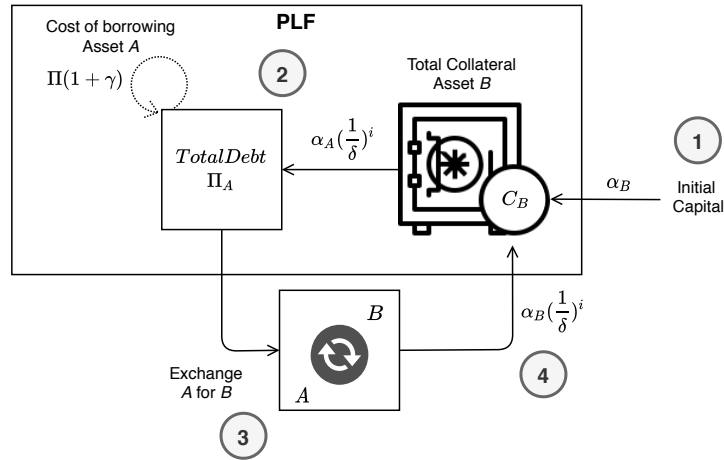 PLF
Cost of borrowing
Asset A
Π(1 + γ)
2
Total Collateral
Asset B
1
TotalDebt
Π_A
α_A(1/δ)^i
C_B
α_B
Initial
Capital
B
A
α_B(1/δ)^i
Exchange
A for B
4
3